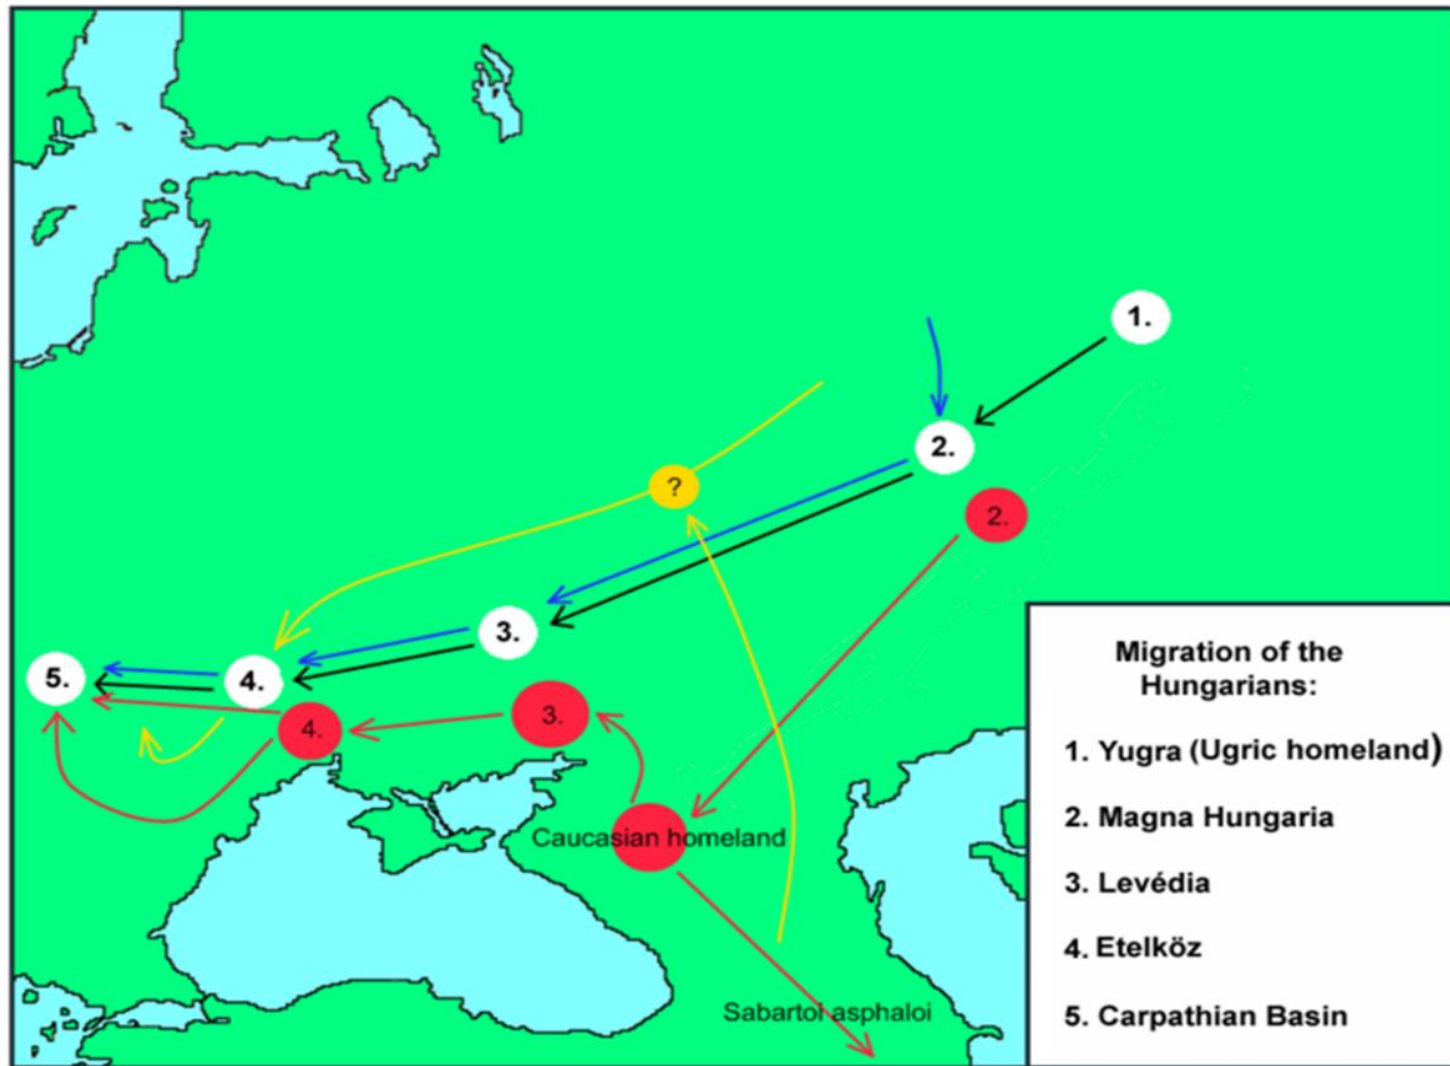 1.
2.
?
2.
3.
5.
4.
3.
4.
Caucasian homeland
Sabartol asphaloi
Migration of the
Hungarians:
1. Yugra (Ugric homeland)
2. Magna Hungaria
3. Levédia
4. Etelköz
5. Carpathian Basin